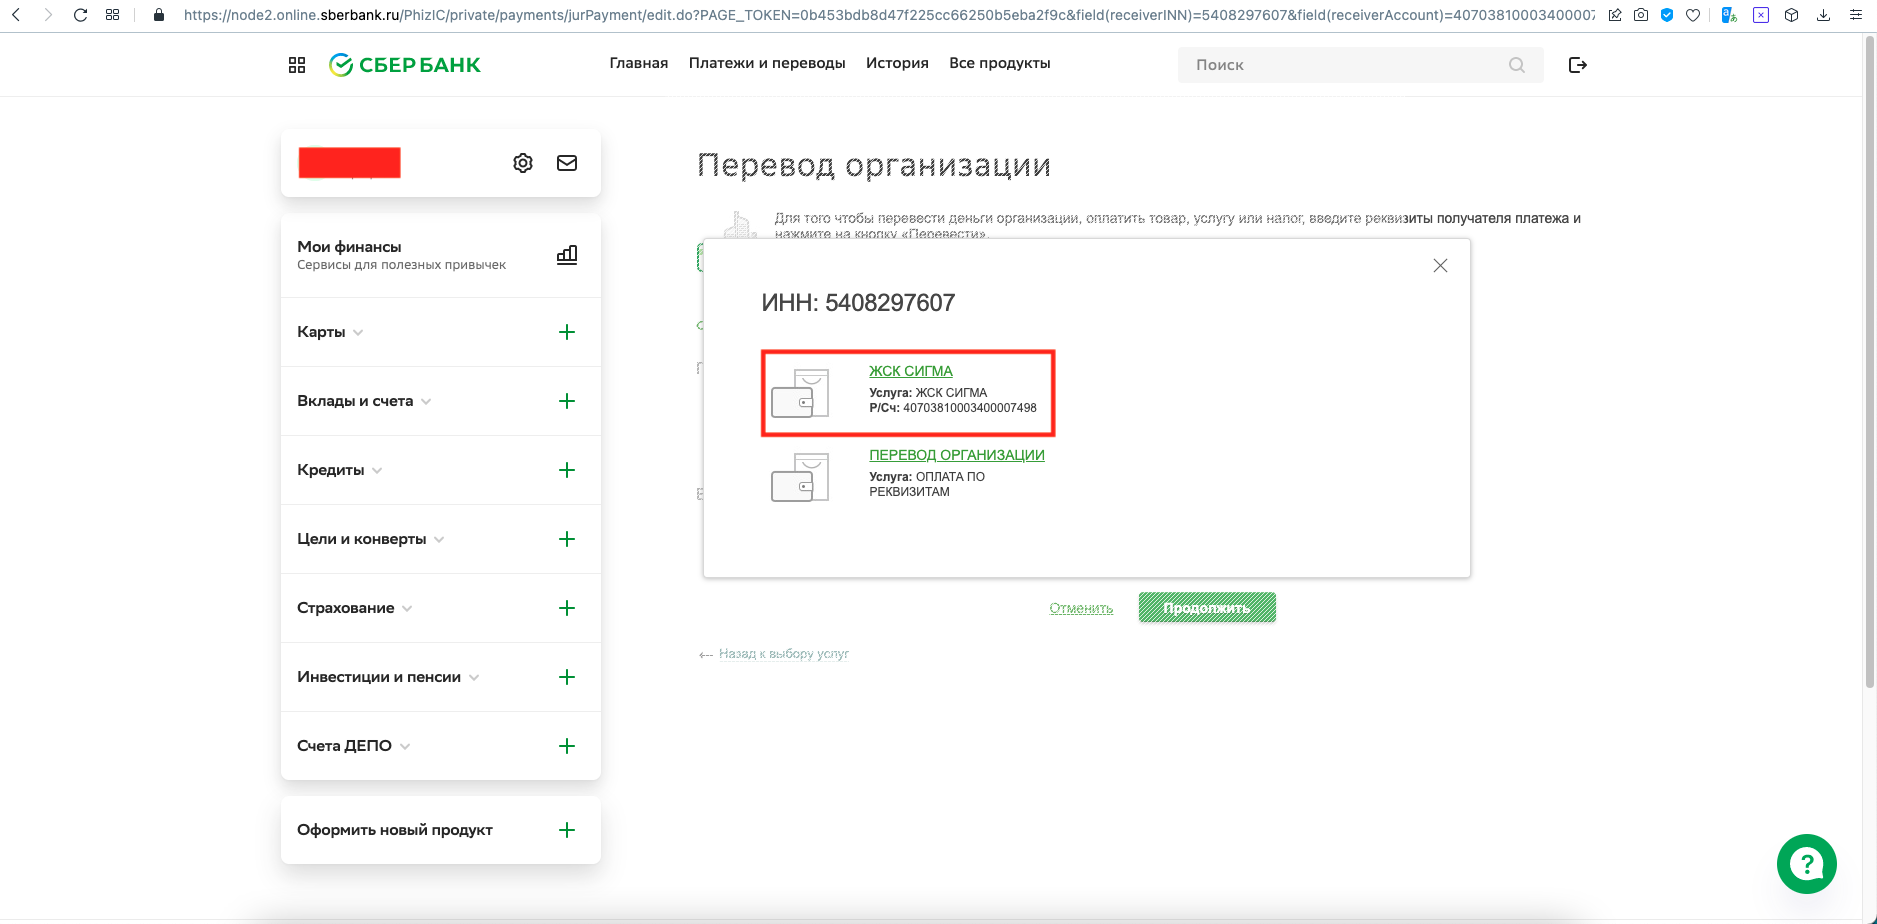 https://node2.online.sberbank.ru/PhizIC/private/payments/jurPayment/edit.do?PAGE_TOKEN=0b453bdb8d47f225cc66250b5eba2f9c&field(receiverINN)=5408297607&field(receiverAccount)=40703810003400007
СБЕР БАНК
Главная
Платежи и переводы
История
Все продукты
Поиск
Мои финансы
Сервисы для полезных привычек
Карты
Вклады и счета
Кредиты
Цели и конверты
Страхование
Инвестиции и пенсии
Счета ДЕПО
Оформить новый продукт
Перевод организации
Для того чтобы перевести деньги организации, оплатить товар, услугу или налог, введите реквизиты получателя платежа и
нажмите на кнопку «Перевести».
ИНН: 5408297607
ЖСК СИГМА
Услуга: ЖСК СИГМА
Р/Сч: 40703810003400007498
ПЕРЕВОД ОРГАНИЗАЦИИ
Услуга: ОПЛАТА ПО
РЕКВИЗИТАМ
Отменить
Продолжить
Назад к выбору услуг